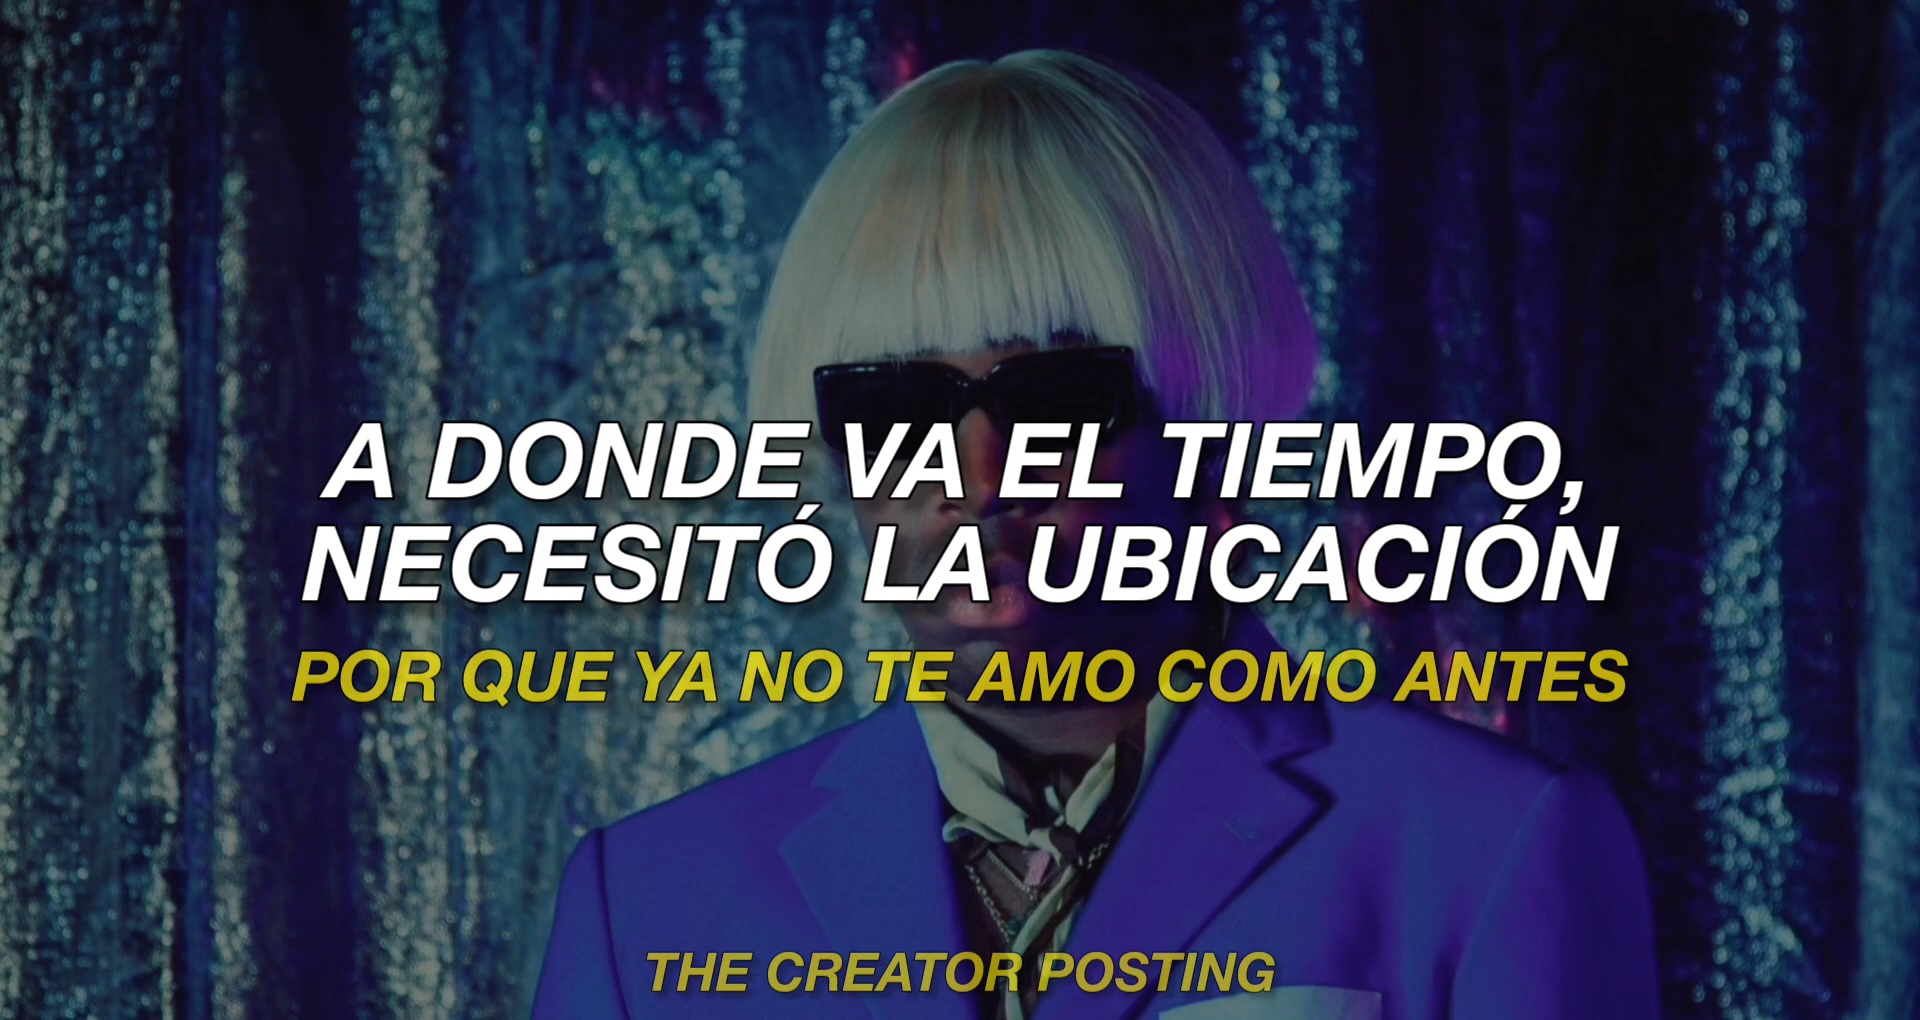 A DONDE VA EL TIEMPO,
NECESITÓ LA UBICACIÓN
POR QUE YA NO TE AMO COMO ANTES
THE CREATOR POSTING